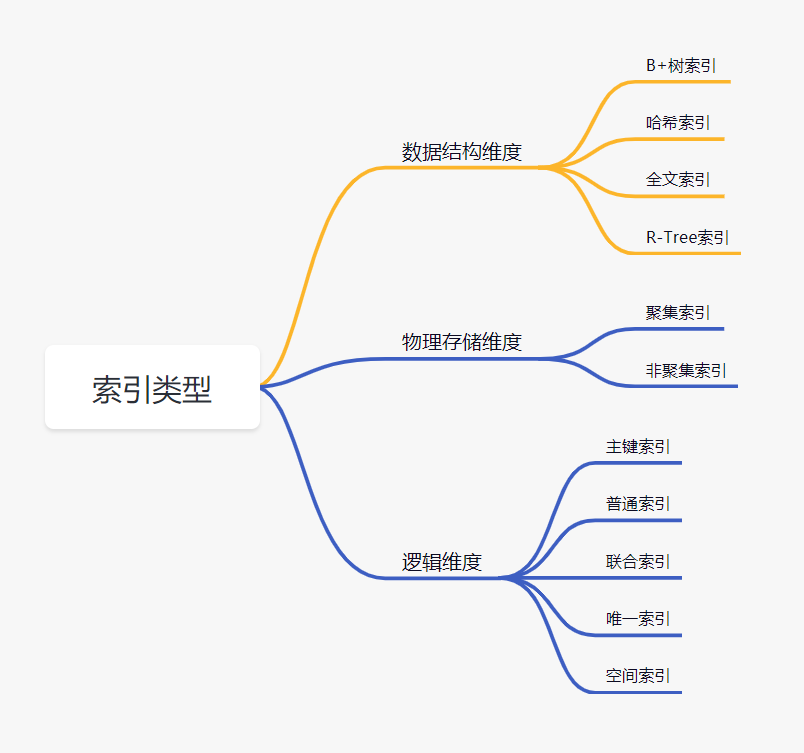 索引类型
数据结构维度
B+树索引
哈希索引
全文索引
R-Tree索引
物理存储维度
聚集索引
非聚集索引
逻辑维度
主键索引
普通索引
联合索引
唯一索引
空间索引